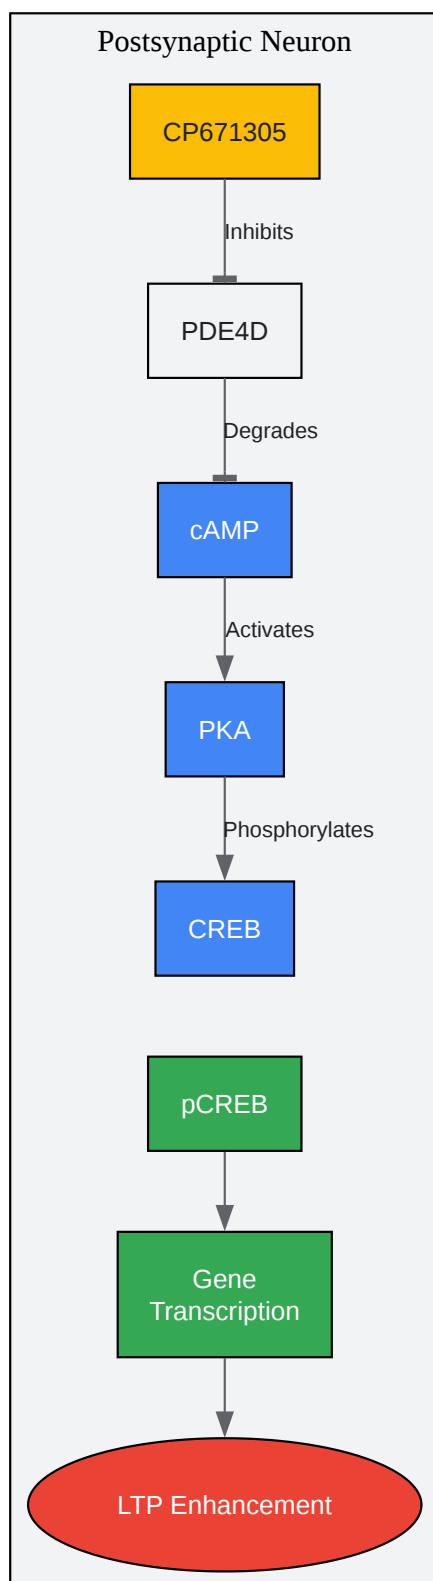 Postsynaptic Neuron
CP671305
Inhibits
PDE4D
Degrades
cAMP
Activates
PKA
Phosphorylates
CREB
pCREB
Gene
Transcription
LTP Enhancement